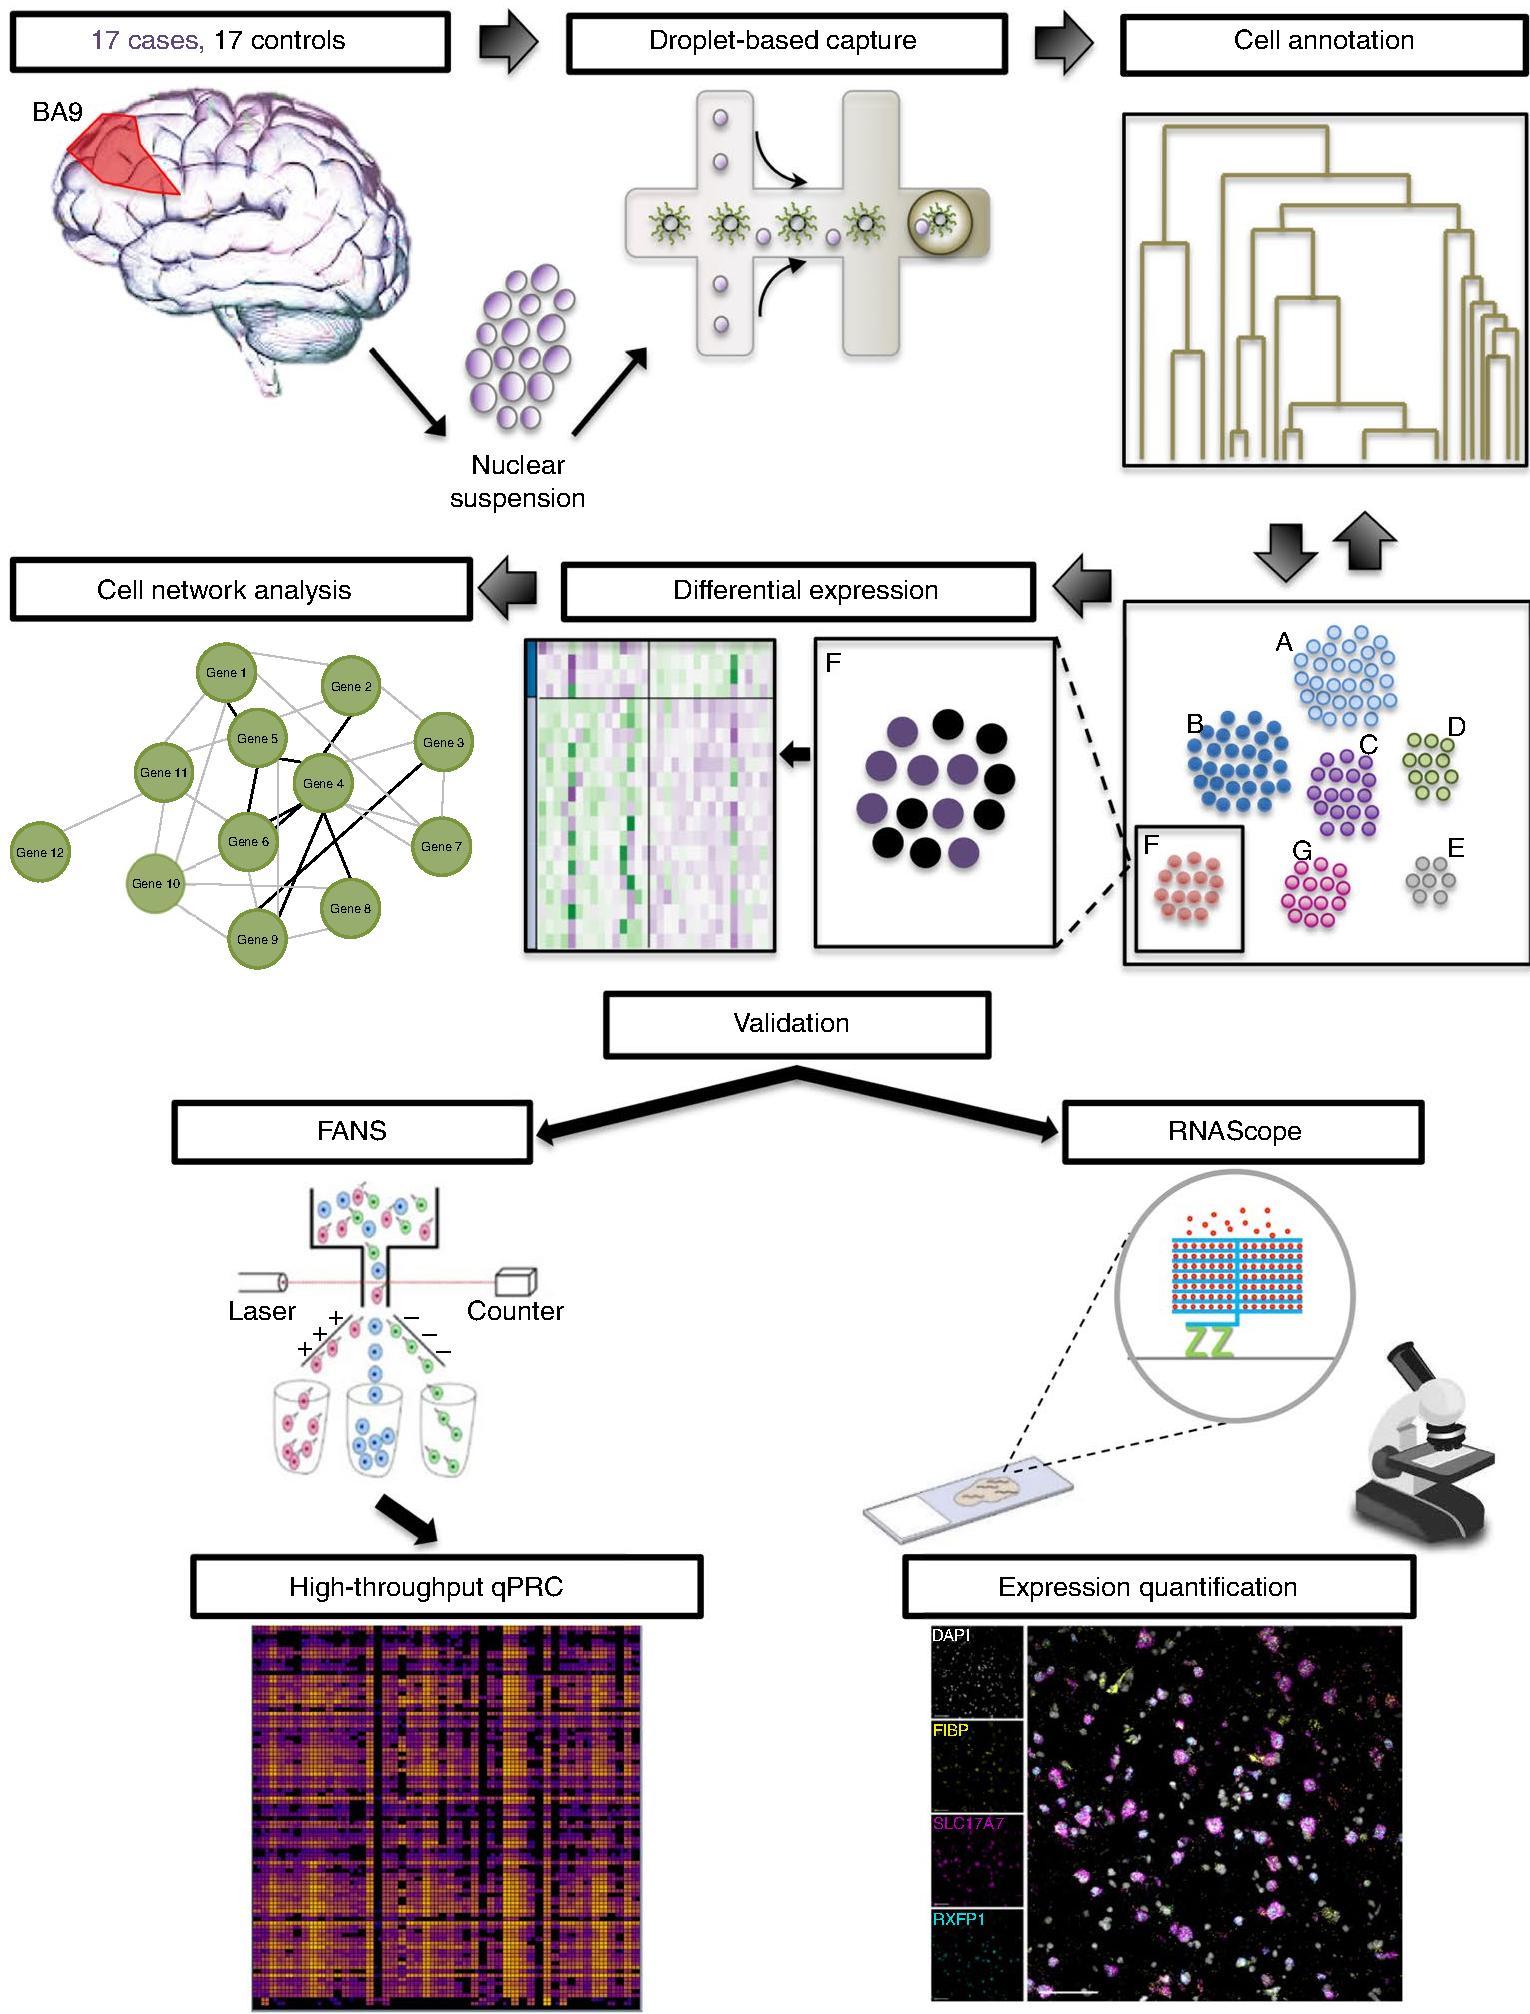 17 cases, 17 controls
Droplet-based capture
Cell annotation
BA9
Nuclear
suspension
Cell network analysis
Differential expression
Gene 1
Gene 2
Gene 3
Gene 5
Gene 4
Gene 11
Gene 6
Gene 7
Gene 12
Gene 10
Gene 8
Gene 9
F
A
B
C
D
F
G
E
Validation
FANS
RNAScope
Laser
Counter
+
+
+
–
–
–
ZZ
High-throughput qPRC
Expression quantification
DAPI
FIBP
SLC17A7
RXFP1